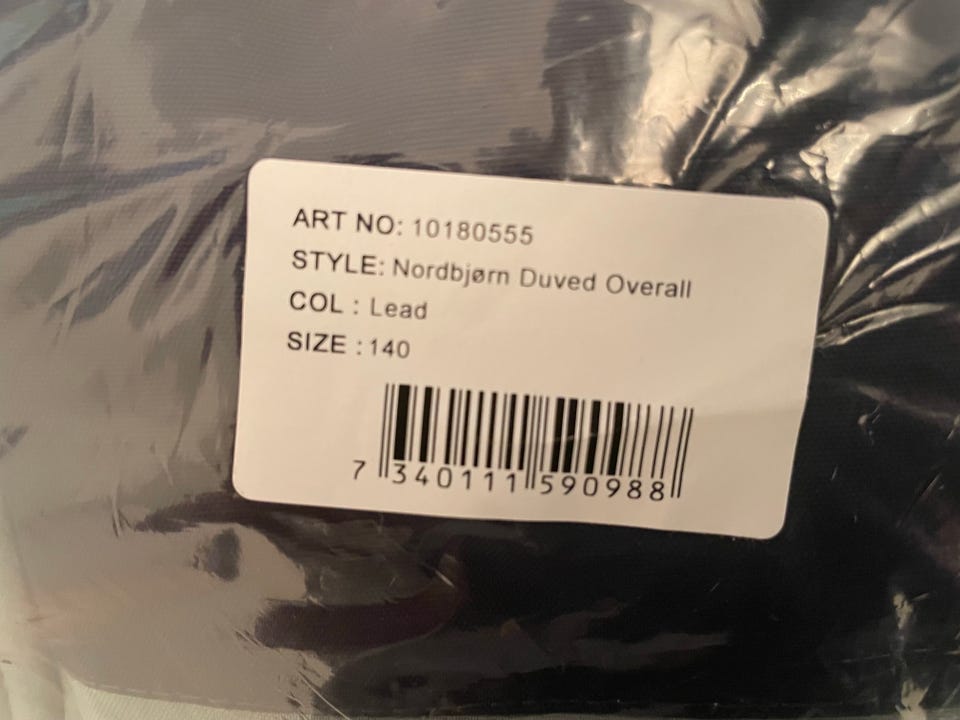 ART NO: 10180555
STYLE: Nordbjørn Duved Overall
COL : Lead
SIZE : 140
7 340111 590988